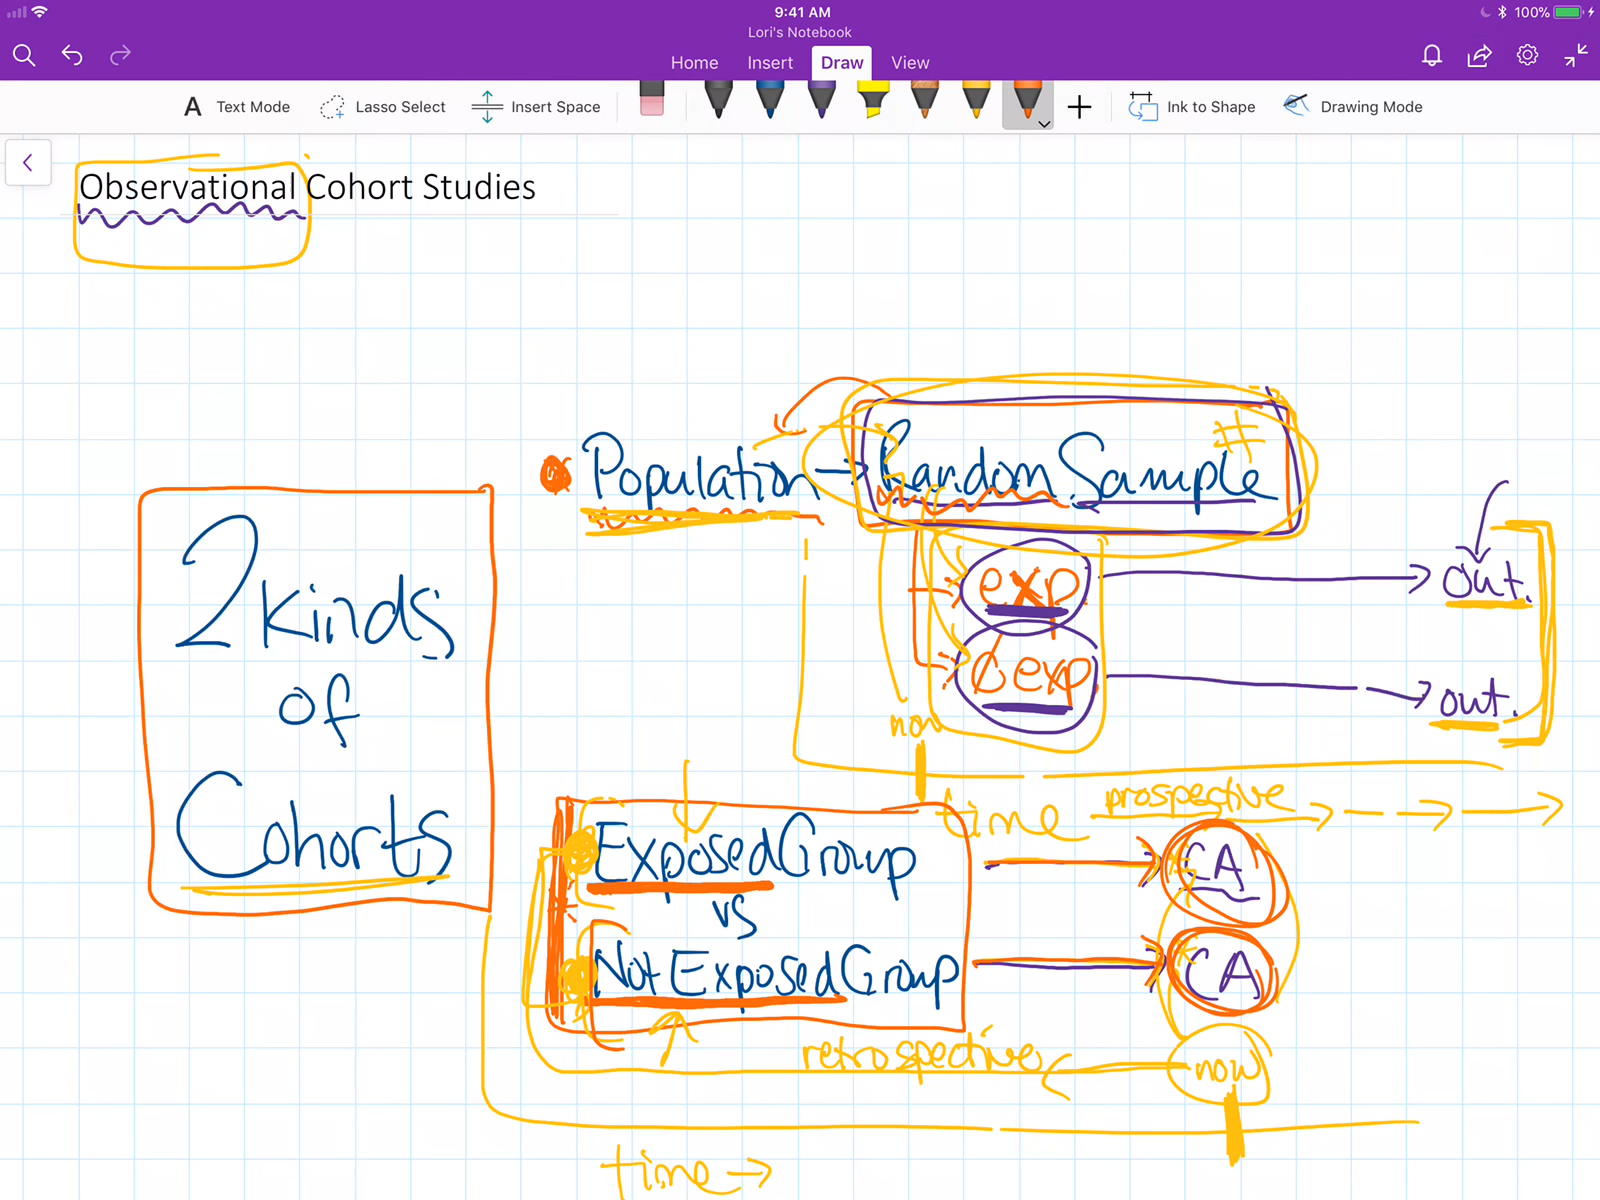 9:41 AM
100%
Lori's Notebook
Home Insert Draw View
Text Mode Lasso Select Insert Space Ink to Shape Drawing Mode
Observational Cohort Studies
Population → Random Sample #
2 kinds
of
Cohorts
exp → out.
∅ exp → out.
now
time prospective
Exposed Group → CA
vs
Not Exposed Group → CA
retrospective now
time →